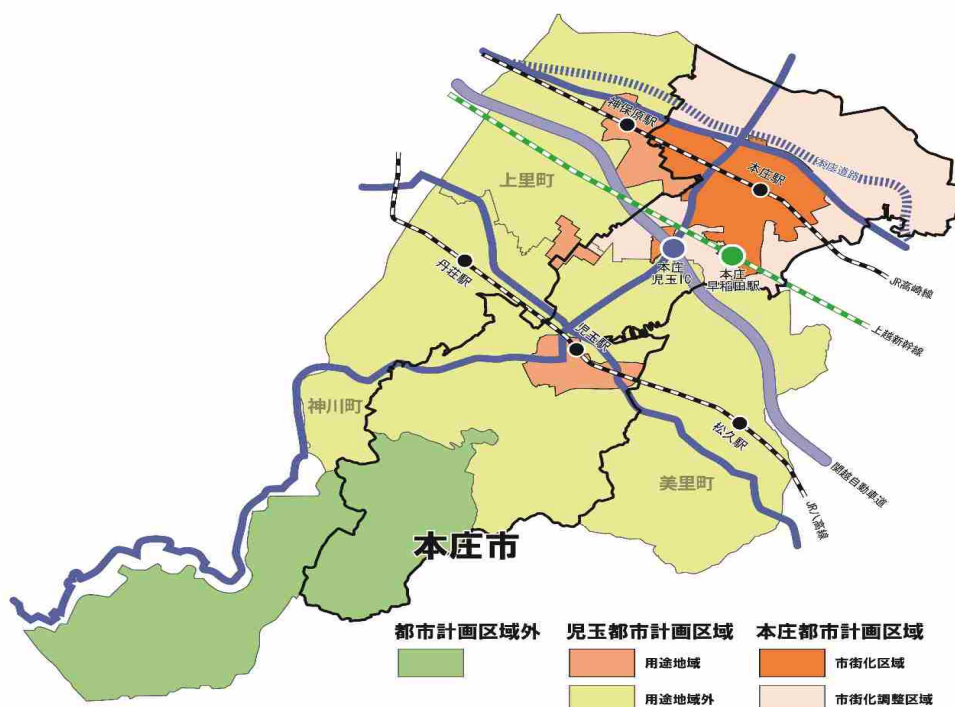 神保原駅
本庄道路
本庄駅
上里町
丹荘駅
本庄
児玉IC
本庄
早稲田駅
JR高崎線
上越新幹線
児玉駅
神川町
松久駅
関越自動車道
美里町
JR八高線
本庄市
都市計画区域外
児玉都市計画区域
本庄都市計画区域
用途地域
市街化区域
用途地域外
市街化調整区域